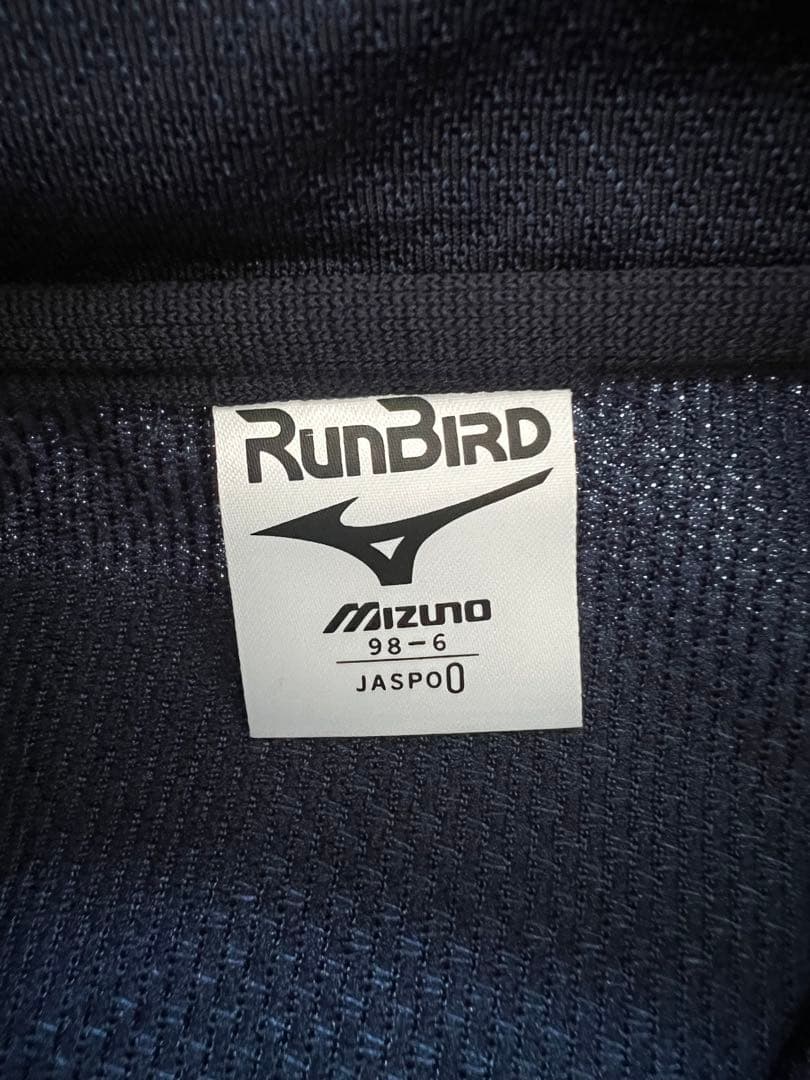 RUNBIRD
MIZUNO
98-6
JASPO O